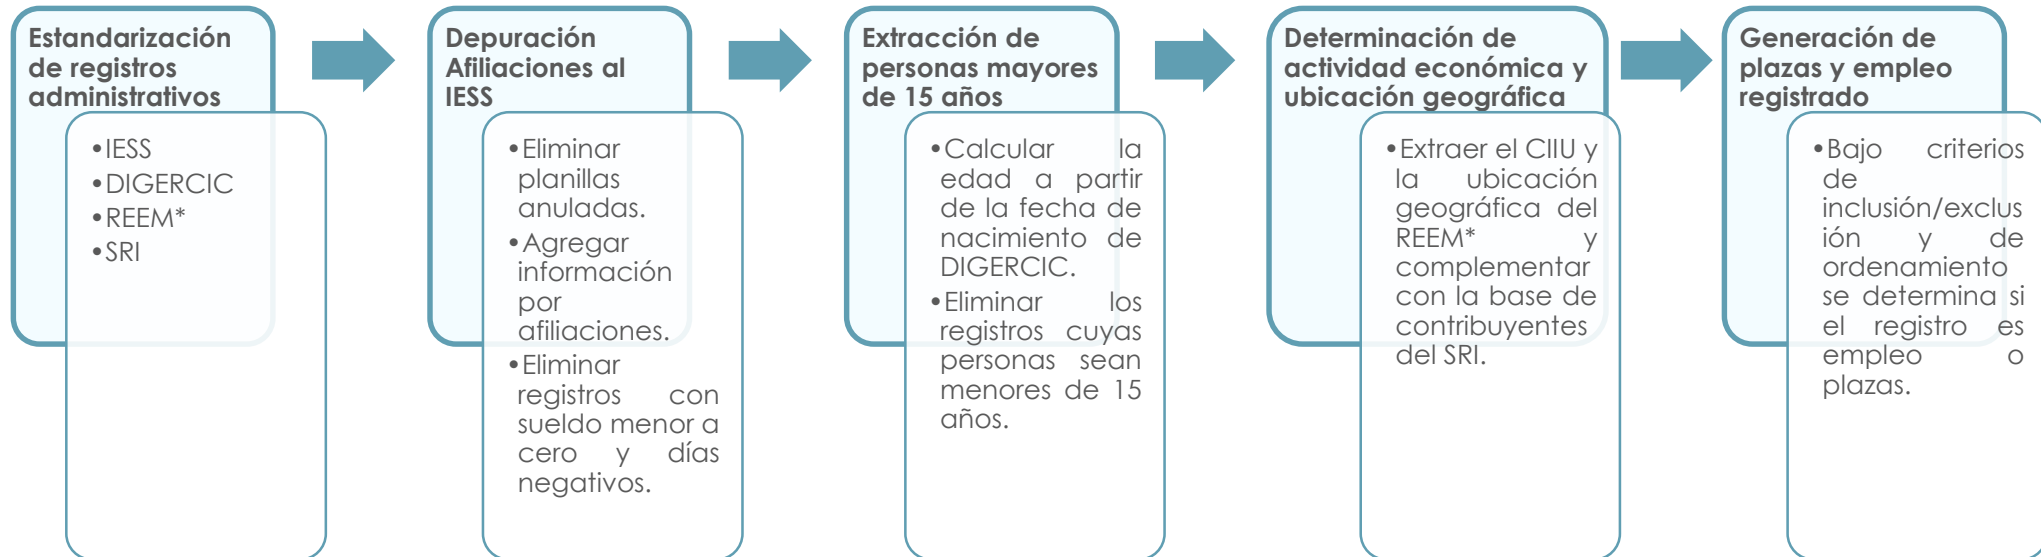 Estandarización
de registros
administrativos
•IESS
•DIGERCIC
•REEM*
•SRI
Depuración
Afiliaciones al
IESS
•Eliminar
planillas
anuladas.
•Agregar
información
por
afiliaciones.
•Eliminar
registros con
sueldo menor a
cero y días
negativos.
Extracción de
personas mayores
de 15 años
•Calcular la
edad a partir
de la fecha de
nacimiento de
DIGERCIC.
•Eliminar los
registros cuyas
personas sean
menores de 15
años.
Determinación de
actividad económica y
ubicación geográfica
•Extraer el CIIU y
la ubicación
geográfica del
REEM* y
complementar
con la base de
contribuyentes
del SRI.
Generación de
plazas y empleo
registrado
•Bajo criterios
de
inclusión/exclus
ión y de
ordenamiento
se determina si
el registro es
empleo o
plazas.